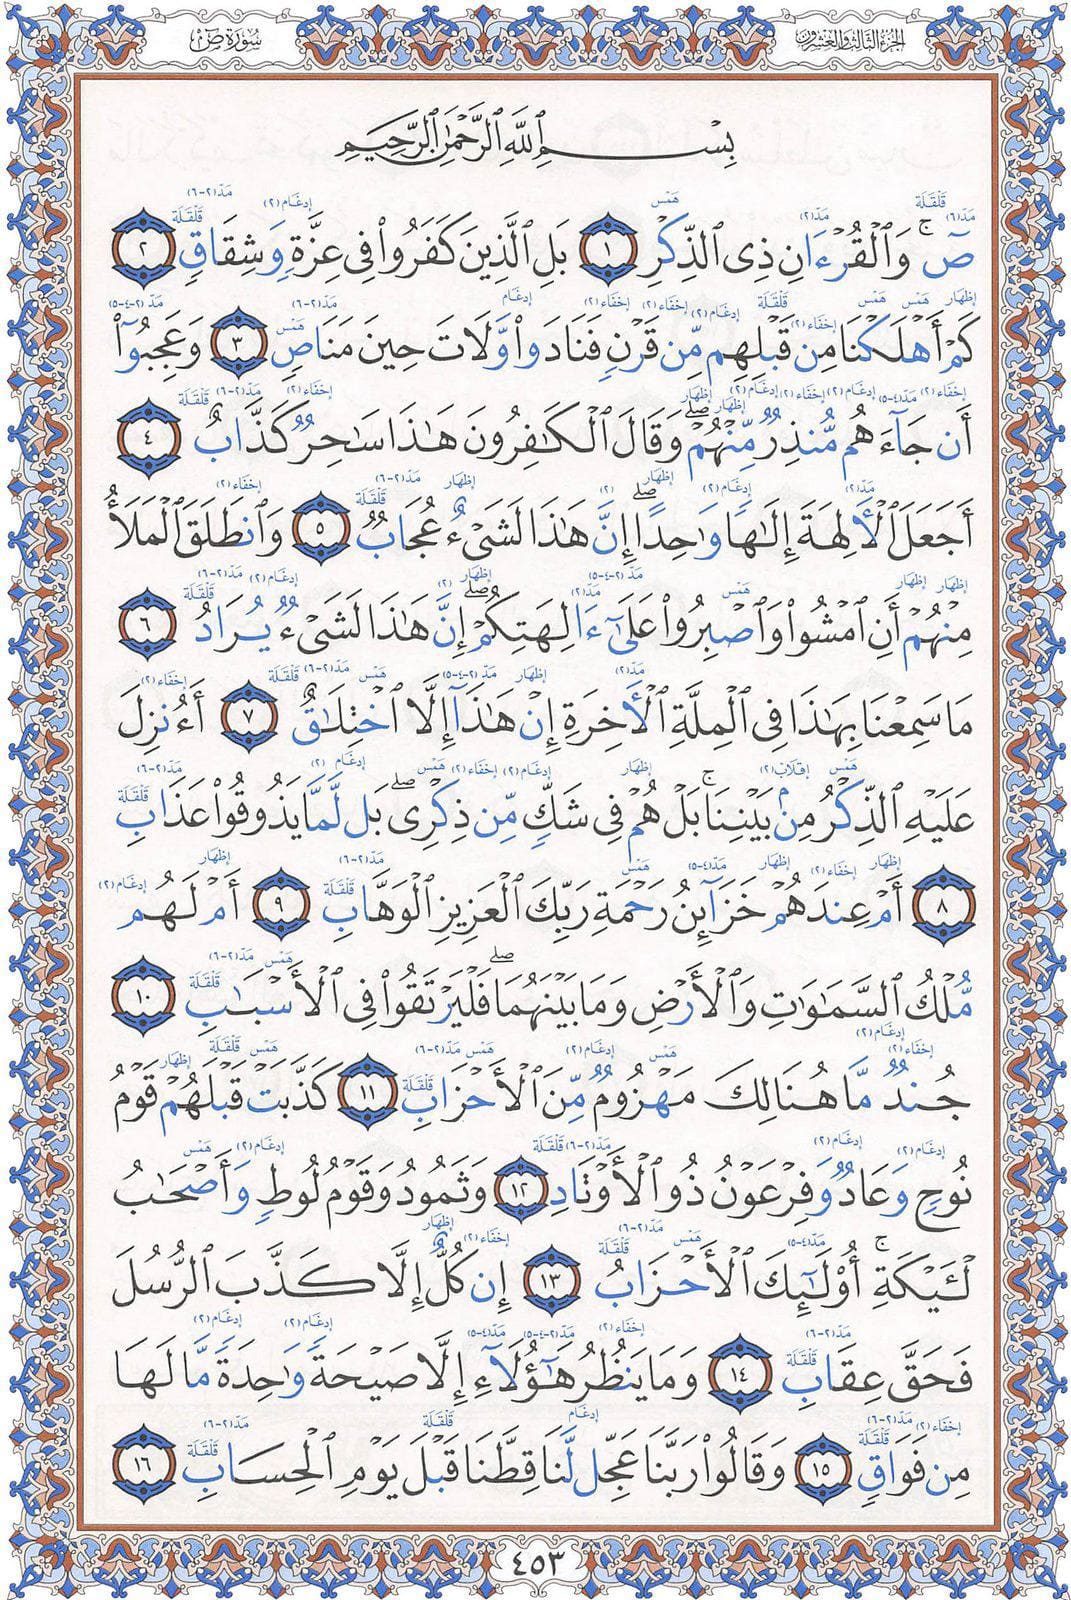 الجزء الثالث والعشرون
سورة ص
بِسْمِ ٱللَّهِ ٱلرَّحْمَٰنِ ٱلرَّحِيمِ
صٓ ۚ وَٱلْقُرْءَانِ ذِى ٱلذِّكْرِ ١ بَلِ ٱلَّذِينَ كَفَرُوا۟ فِى عِزَّةٍ وَشِقَاقٍ ٢
كَمْ أَهْلَكْنَا مِن قَبْلِهِم مِّن قَرْنٍ فَنَادَوا۟ وَّلَاتَ حِينَ مَنَاصٍ ٣ وَعَجِبُوٓا۟
أَن جَآءَهُم مُّنذِرٌ مِّنْهُمْ ۖ وَقَالَ ٱلْكَٰفِرُونَ هَٰذَا سَٰحِرٌ كَذَّابٌ ٤
أَجَعَلَ ٱلْأَلِهَةَ إِلَٰهًا وَٰحِدًا ۖ إِنَّ هَٰذَا لَشَىْءٌ عُجَابٌ ٥ وَٱنطَلَقَ ٱلْمَلَأُ
مِنْهُمْ أَنِ ٱمْشُوا۟ وَٱصْبِرُوا۟ عَلَىٰٓ ءَالِهَتِكُمْ ۖ إِنَّ هَٰذَا لَشَىْءٌ يُرَادُ ٦
مَا سَمِعْنَا بِهَٰذَا فِى ٱلْمِلَّةِ ٱلْأَخِرَةِ إِنْ هَٰذَآ إِلَّا ٱخْتِلَٰقٌ ٧ أَءُنزِلَ
عَلَيْهِ ٱلذِّكْرُ مِنۢ بَيْنِنَا ۚ بَلْ هُمْ فِى شَكٍّ مِّن ذِكْرِى ۖ بَل لَّمَّا يَذُوقُوا۟ عَذَابِ
٨ أَمْ عِندَهُمْ خَزَآئِنُ رَحْمَةِ رَبِّكَ ٱلْعَزِيزِ ٱلْوَهَّابِ ٩ أَمْ لَهُم
مُّلْكُ ٱلسَّمَٰوَٰتِ وَٱلْأَرْضِ وَمَا بَيْنَهُمَا ۖ فَلْيَرْتَقُوا۟ فِى ٱلْأَسْبَٰبِ ١٠
جُندٌ مَّا هُنَالِكَ مَهْزُومٌ مِّنَ ٱلْأَحْزَابِ ١١ كَذَّبَتْ قَبْلَهُمْ قَوْمُ
نُوحٍ وَعَادٌ وَفِرْعَوْنُ ذُو ٱلْأَوْتَادِ ١٢ وَثَمُودُ وَقَوْمُ لُوطٍ وَأَصْحَٰبُ
لْـَٔيْكَةِ ۚ أُو۟لَٰٓئِكَ ٱلْأَحْزَابُ ١٣ إِن كُلٌّ إِلَّا كَذَّبَ ٱلرُّسُلَ
فَحَقَّ عِقَابِ ١٤ وَمَا يَنظُرُ هَٰٓؤُلَآءِ إِلَّا صَيْحَةً وَٰحِدَةً مَّا لَهَا
مِن فَوَاقٍ ١٥ وَقَالُوا۟ رَبَّنَا عَجِّل لَّنَا قِطَّنَا قَبْلَ يَوْمِ ٱلْحِسَابِ ١٦
٤٥٣